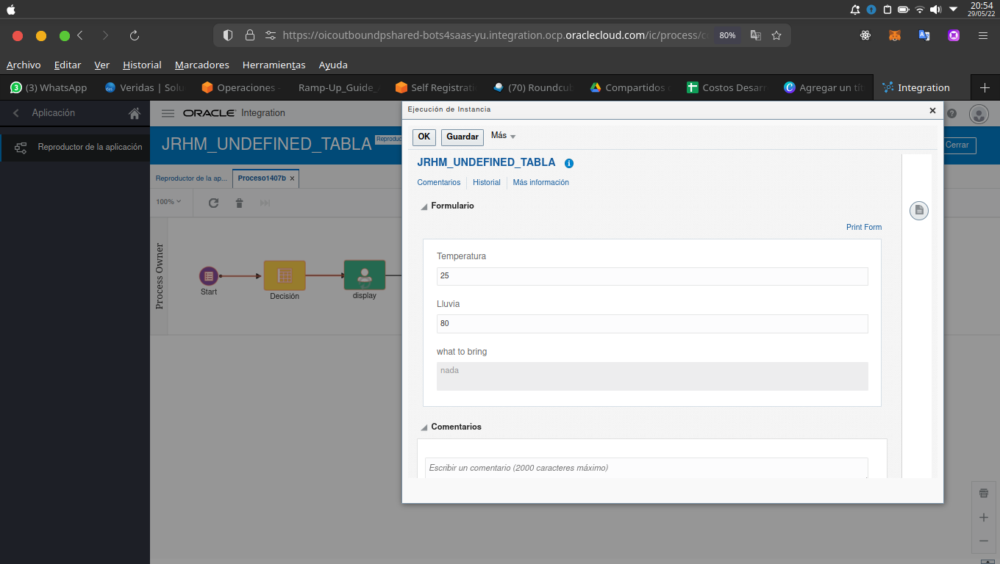 20:54
29/05/22
https://oicoutboundpshared-bots4saas-yu.integration.ocp.oraclecloud.com/ic/process/
80%
Archivo Editar Ver Historial Marcadores Herramientas Ayuda
(3) WhatsApp Veridas | Solu Operaciones - Ramp-Up_Guide_ Self Registrati (70) Roundcub Compartidos Costos Desarr Agregar un tít Integration
Aplicación
ORACLE Integration
Reproductor de la aplicación
JRHM_UNDEFINED_TABLA
Reproduc
Cerrar
Reproductor de la ap...
Proceso1407b ×
100%
Process Owner
Start
Decisión
display
Ejecución de Instancia
OK Guardar Más
JRHM_UNDEFINED_TABLA
Comentarios Historial Más información
Formulario
Print Form
Temperatura
25
Lluvia
80
what to bring
nada
Comentarios
Escribir un comentario (2000 caracteres máximo)